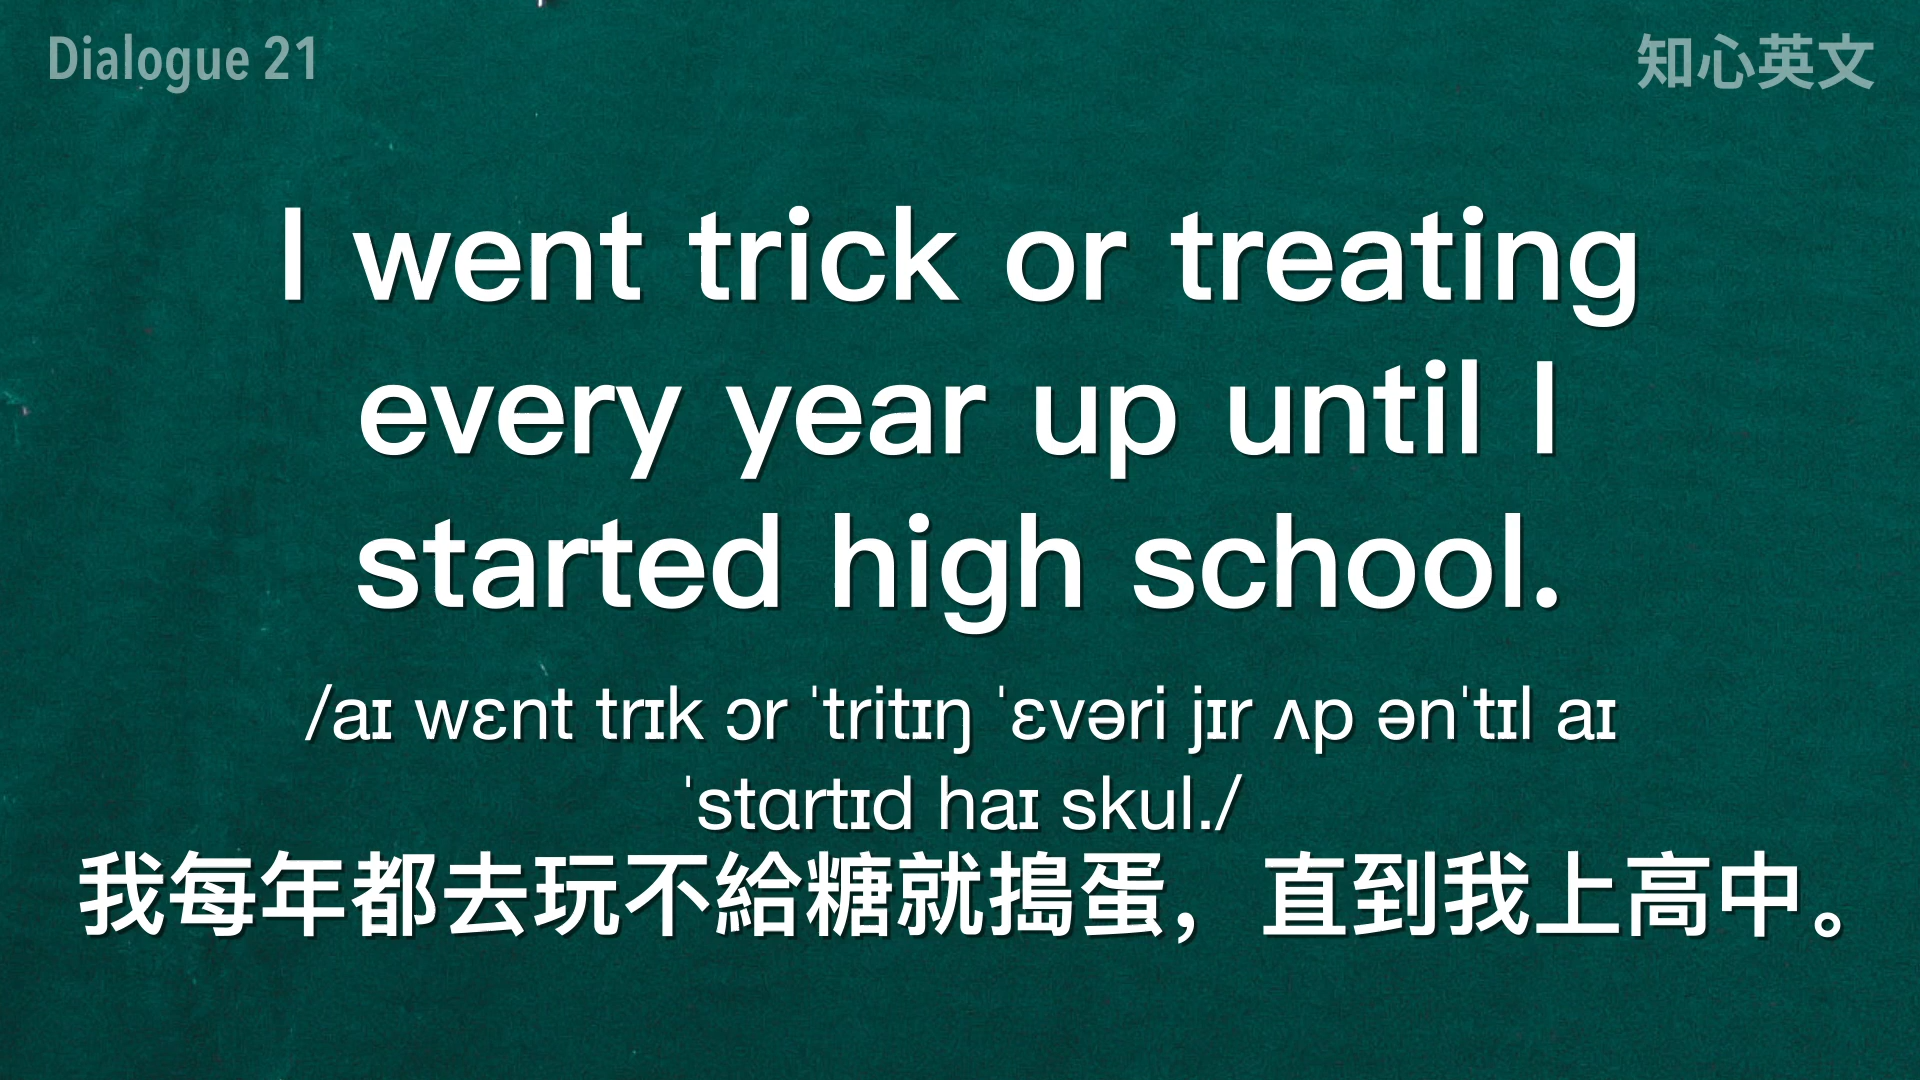 Dialogue 21
知心英文
I went trick or treating
every year up until I
started high school.
/aɪ wɛnt trɪk ɔr ˈtritɪŋ ˈɛvəri jɪr ʌp ənˈtɪl aɪ
ˈstɑrtɪd haɪ skul./
我每年都去玩不給糖就搗蛋，直到我上高中。